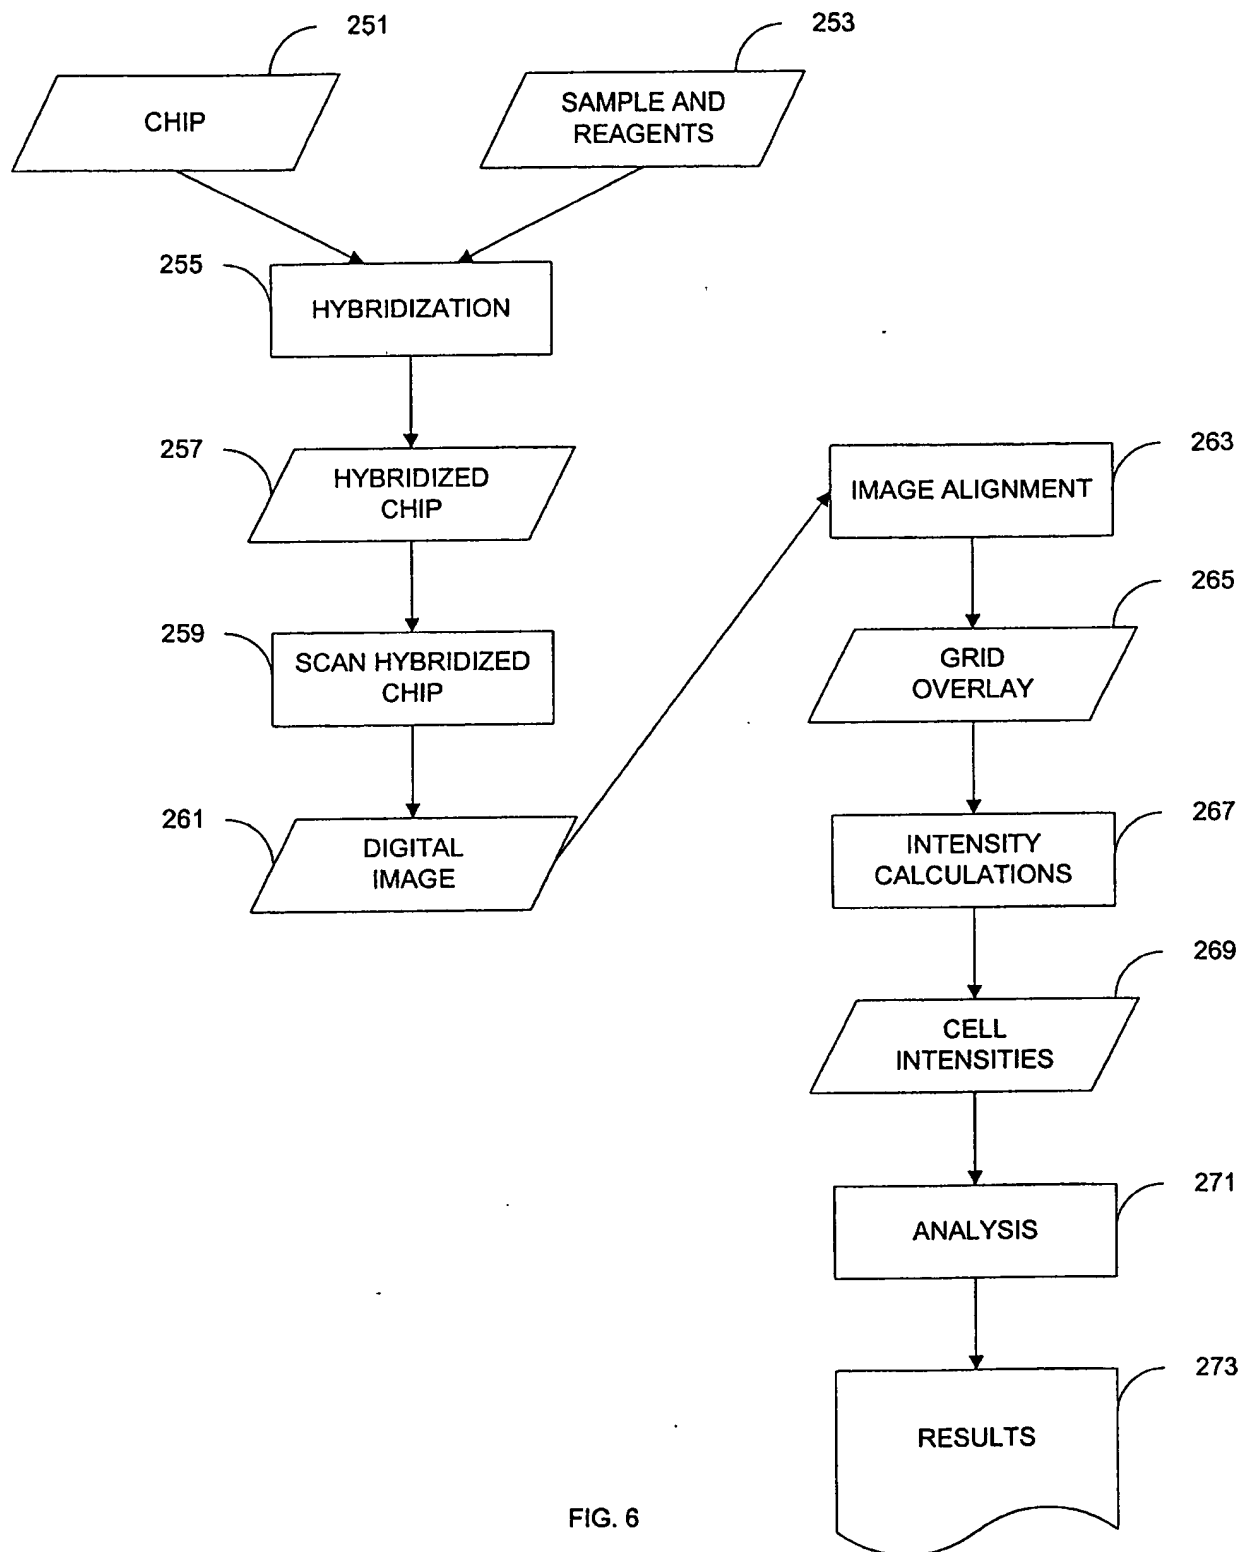 251
253
CHIP
SAMPLE AND
REAGENTS
255
HYBRIDIZATION
257
HYBRIDIZED
CHIP
259
SCAN HYBRIDIZED
CHIP
261
DIGITAL
IMAGE
263
IMAGE ALIGNMENT
265
GRID
OVERLAY
267
INTENSITY
CALCULATIONS
269
CELL
INTENSITIES
271
ANALYSIS
273
RESULTS
FIG. 6